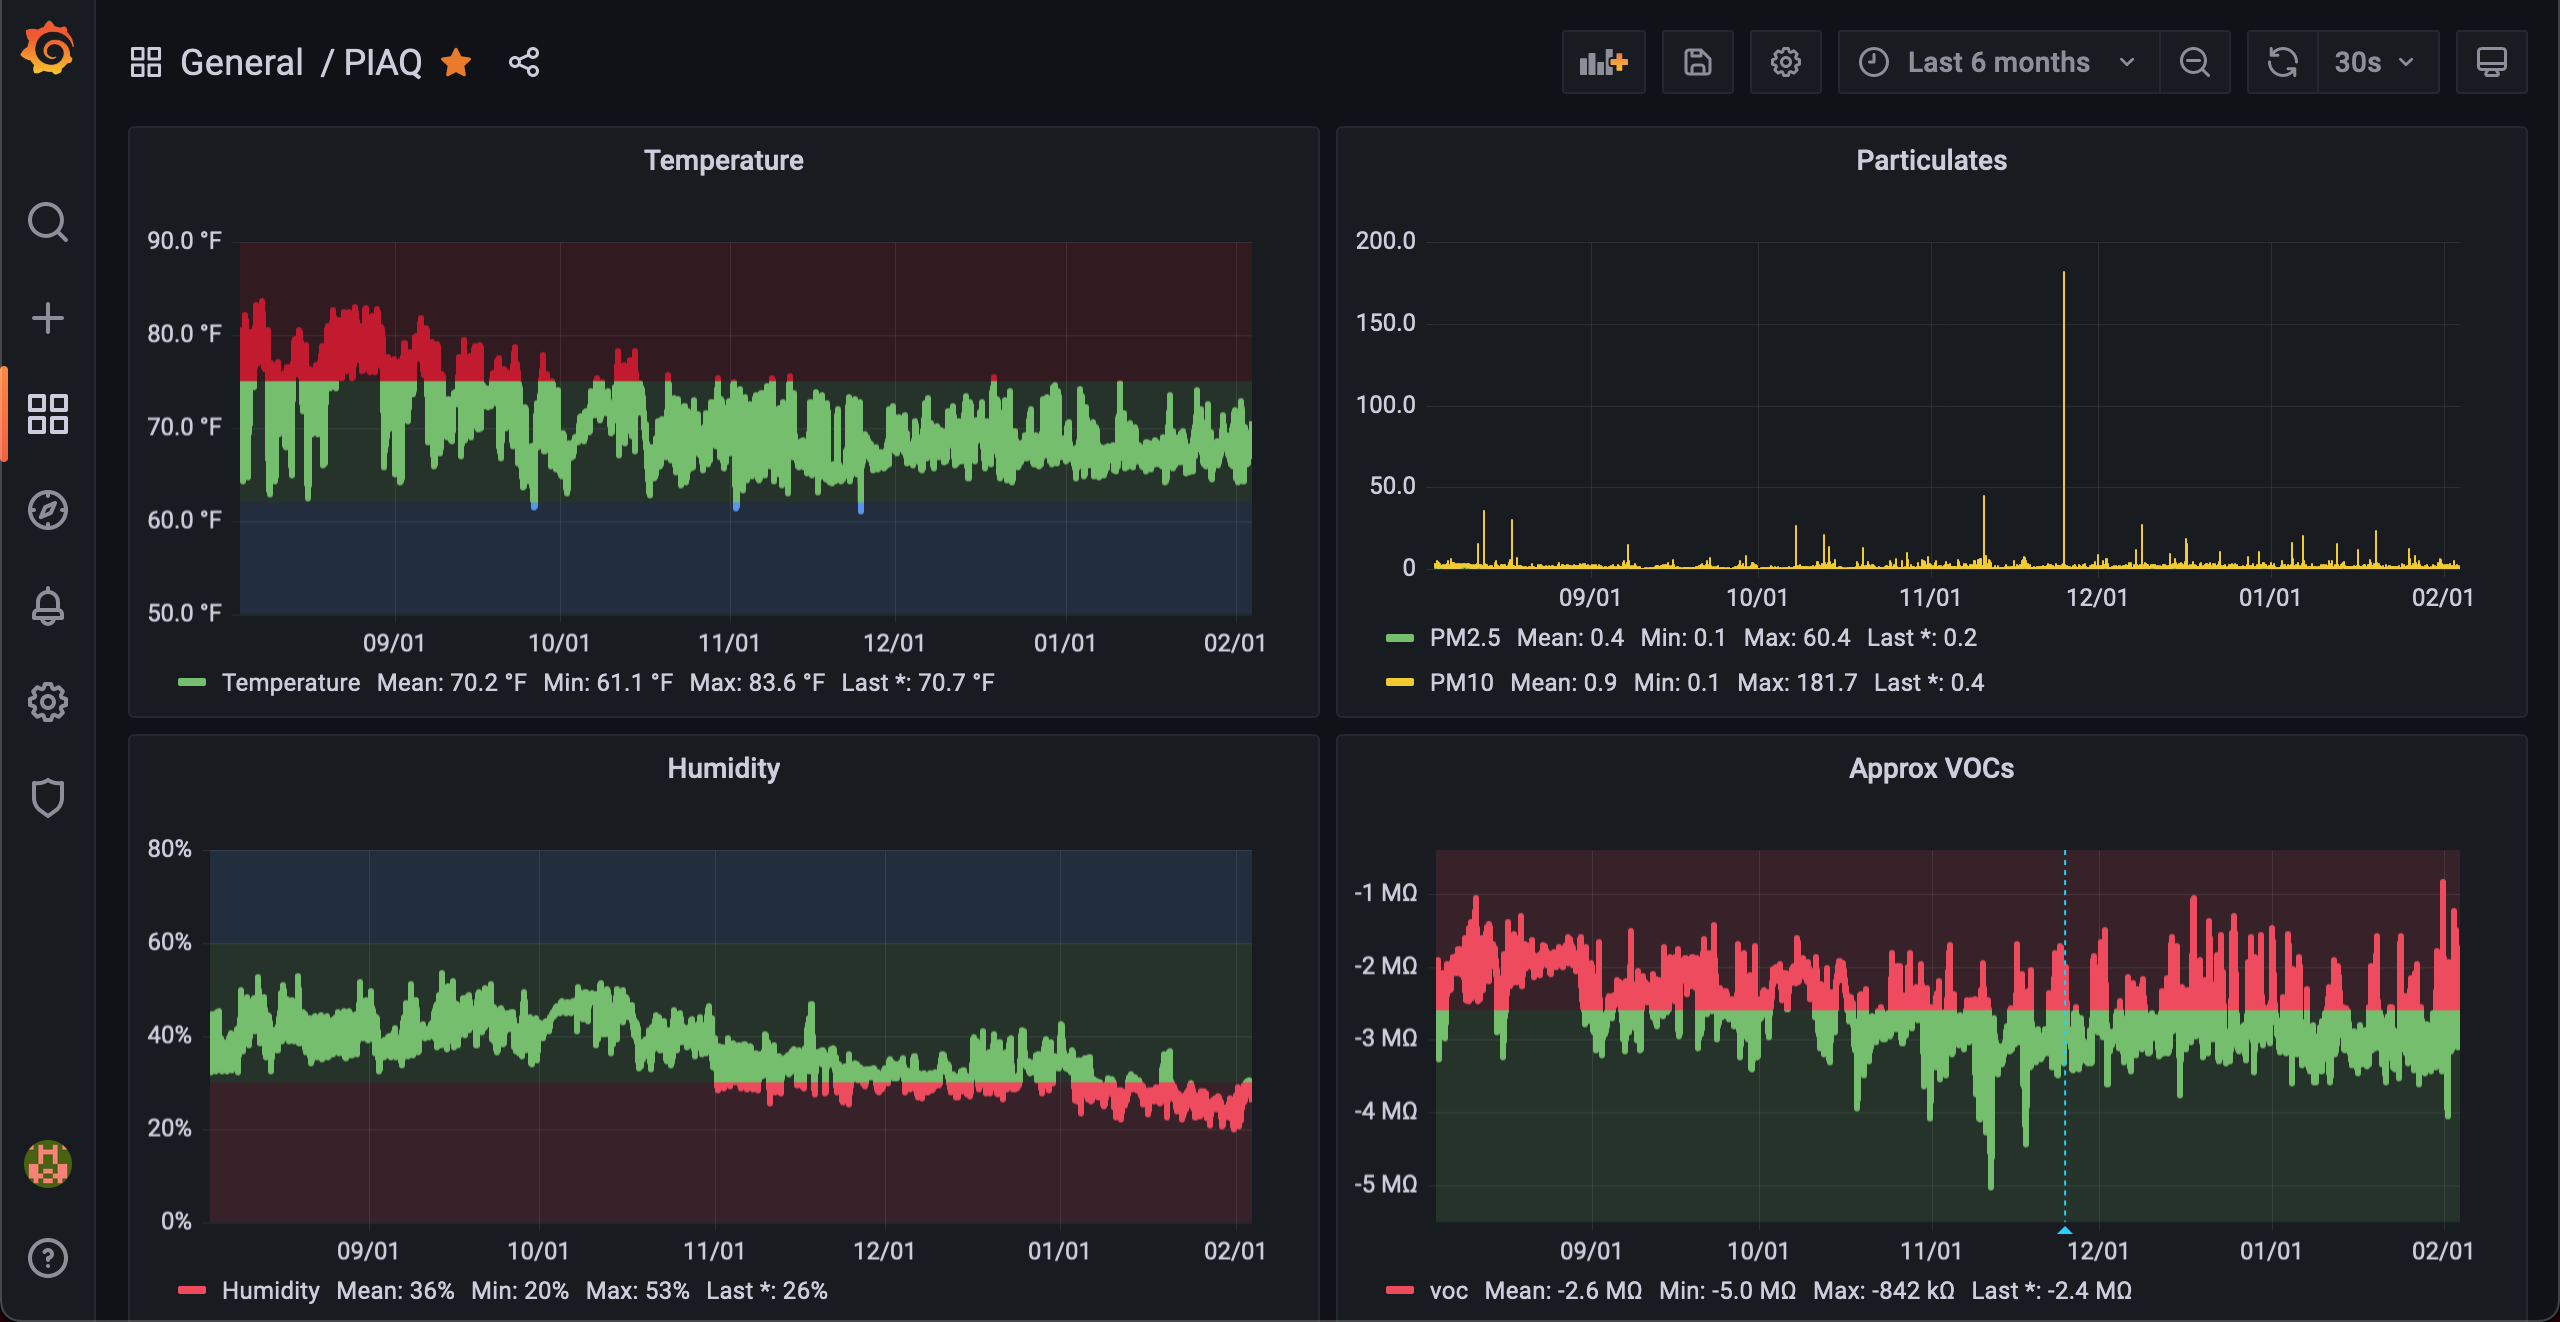 General / PIAQ
Last 6 months
30s
Temperature
90.0 °F
80.0 °F
70.0 °F
60.0 °F
50.0 °F
09/01 10/01 11/01 12/01 01/01 02/01
Temperature Mean: 70.2 °F Min: 61.1 °F Max: 83.6 °F Last *: 70.7 °F
Particulates
200.0
150.0
100.0
50.0
0
09/01 10/01 11/01 12/01 01/01 02/01
PM2.5 Mean: 0.4 Min: 0.1 Max: 60.4 Last *: 0.2
PM10 Mean: 0.9 Min: 0.1 Max: 181.7 Last *: 0.4
Humidity
80%
60%
40%
20%
0%
09/01 10/01 11/01 12/01 01/01 02/01
Humidity Mean: 36% Min: 20% Max: 53% Last *: 26%
Approx VOCs
-1 MΩ
-2 MΩ
-3 MΩ
-4 MΩ
-5 MΩ
09/01 10/01 11/01 12/01 01/01 02/01
voc Mean: -2.6 MΩ Min: -5.0 MΩ Max: -842 kΩ Last *: -2.4 MΩ